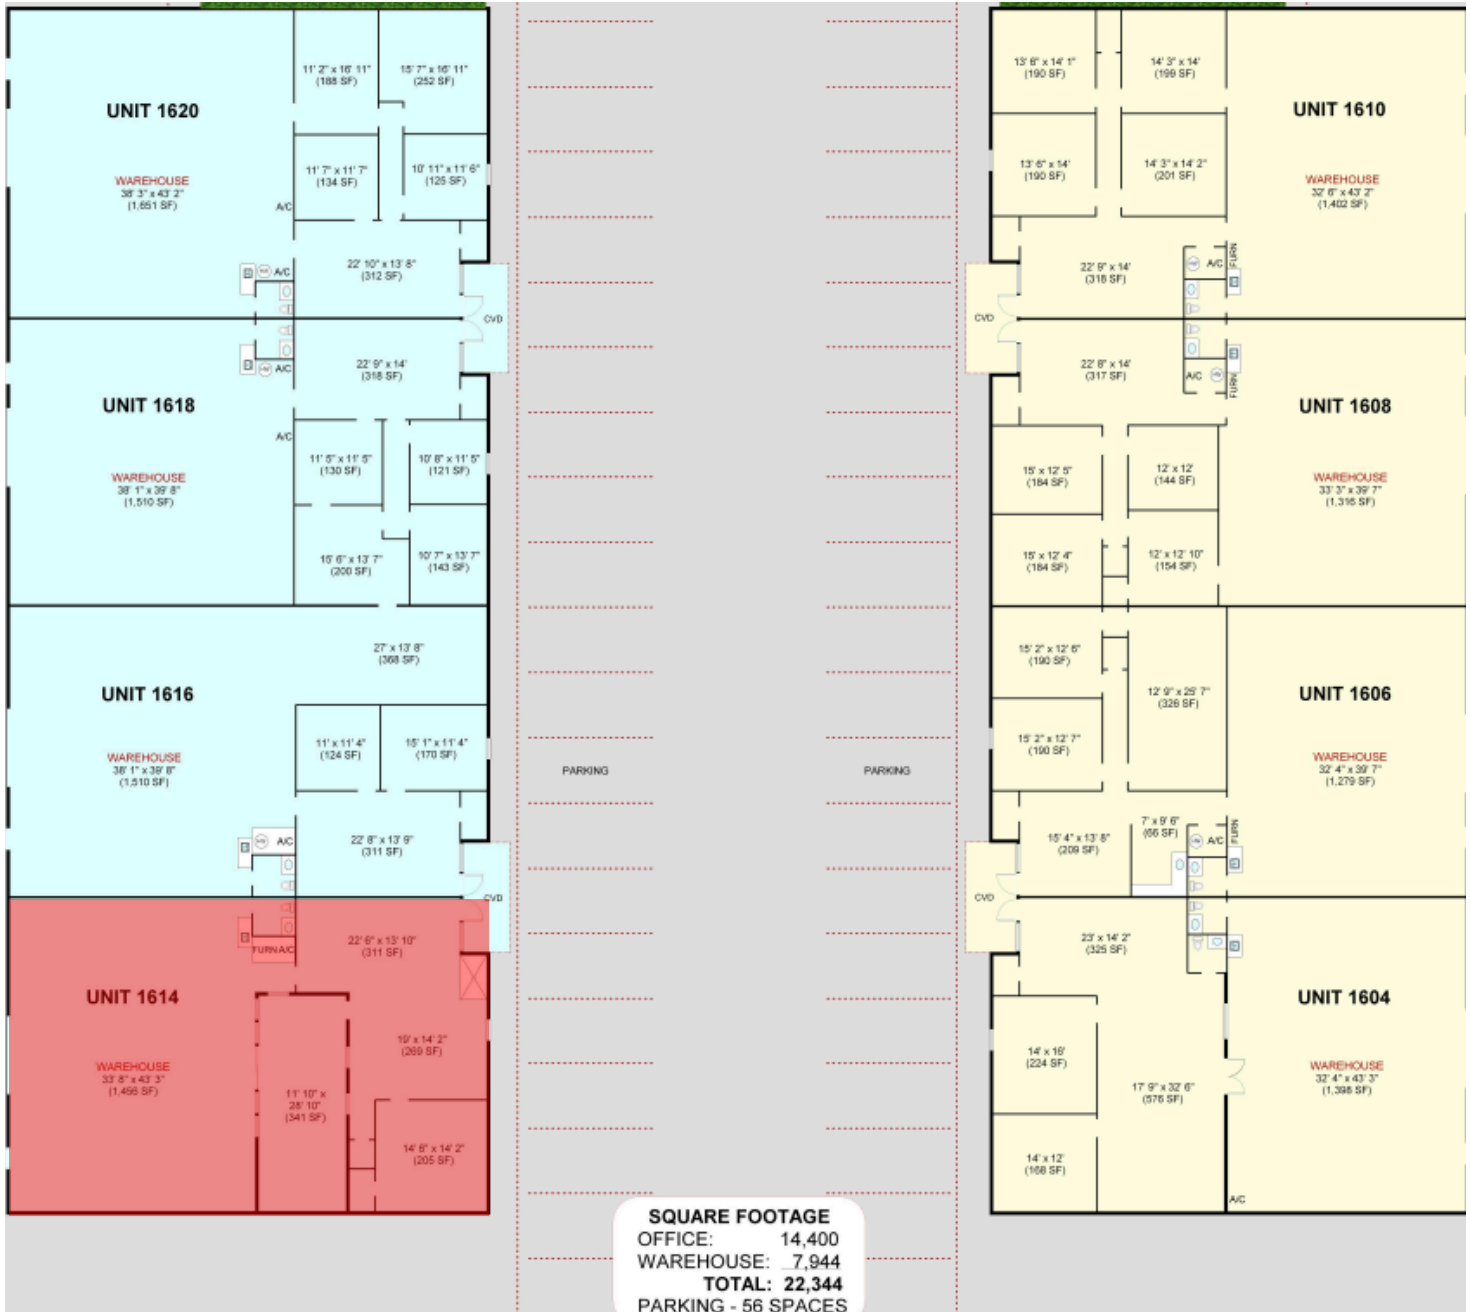 UNIT 1620
WAREHOUSE
38' 3" x 43' 2"
(1,651 SF)
11' 2" x 16' 11"
(188 SF)
15' 7" x 16' 11"
(252 SF)
11' 7" x 11' 7"
(134 SF)
10' 11" x 11' 6"
(125 SF)
A/C
22' 10" x 13' 8"
(312 SF)
A/C
CVD
UNIT 1618
WAREHOUSE
38' 1" x 39' 8"
(1,510 SF)
A/C
22' 9" x 14'
(318 SF)
A/C
11' 5" x 11' 5"
(130 SF)
10' 8" x 11' 5"
(121 SF)
15' 6" x 13' 7"
(200 SF)
10' 7" x 13' 7"
(143 SF)
UNIT 1616
WAREHOUSE
38' 1" x 39' 8"
(1,510 SF)
27' x 13' 8"
(368 SF)
11' x 11' 4"
(124 SF)
15' 1" x 11' 4"
(170 SF)
A/C
22' 8" x 13' 9"
(311 SF)
CVD
UNIT 1614
WAREHOUSE
33' 8" x 43' 3"
(1,456 SF)
FURN A/C
22' 6" x 13' 10"
(311 SF)
19' x 14' 2"
(269 SF)
11' 10" x
28' 10"
(341 SF)
14' 6" x 14' 2"
(205 SF)
PARKING
PARKING
13' 6" x 14' 1"
(190 SF)
14' 3" x 14'
(199 SF)
13' 6" x 14'
(190 SF)
14' 3" x 14' 2"
(201 SF)
UNIT 1610
WAREHOUSE
32' 6" x 43' 2"
(1,402 SF)
22' 9" x 14'
(318 SF)
A/C
FURN
CVD
22' 8" x 14'
(317 SF)
A/C
FURN
UNIT 1608
WAREHOUSE
33' 3" x 39' 7"
(1,316 SF)
15' x 12' 5"
(184 SF)
12' x 12'
(144 SF)
15' x 12' 4"
(184 SF)
12' x 12' 10"
(154 SF)
15' 2" x 12' 6"
(190 SF)
12' 9" x 25' 7"
(326 SF)
15' 2" x 12' 7"
(190 SF)
UNIT 1606
WAREHOUSE
32' 4" x 39' 7"
(1,279 SF)
15' 4" x 13' 8"
(209 SF)
7' x 9' 6"
(66 SF)
A/C
FURN
CVD
23' x 14' 2"
(325 SF)
UNIT 1604
WAREHOUSE
32' 4" x 43' 3"
(1,398 SF)
14' x 16'
(224 SF)
17' 9" x 32' 6"
(576 SF)
14' x 12'
(168 SF)
A/C
SQUARE FOOTAGE
OFFICE: 14,400
WAREHOUSE: 7,944
TOTAL: 22,344
PARKING - 56 SPACES